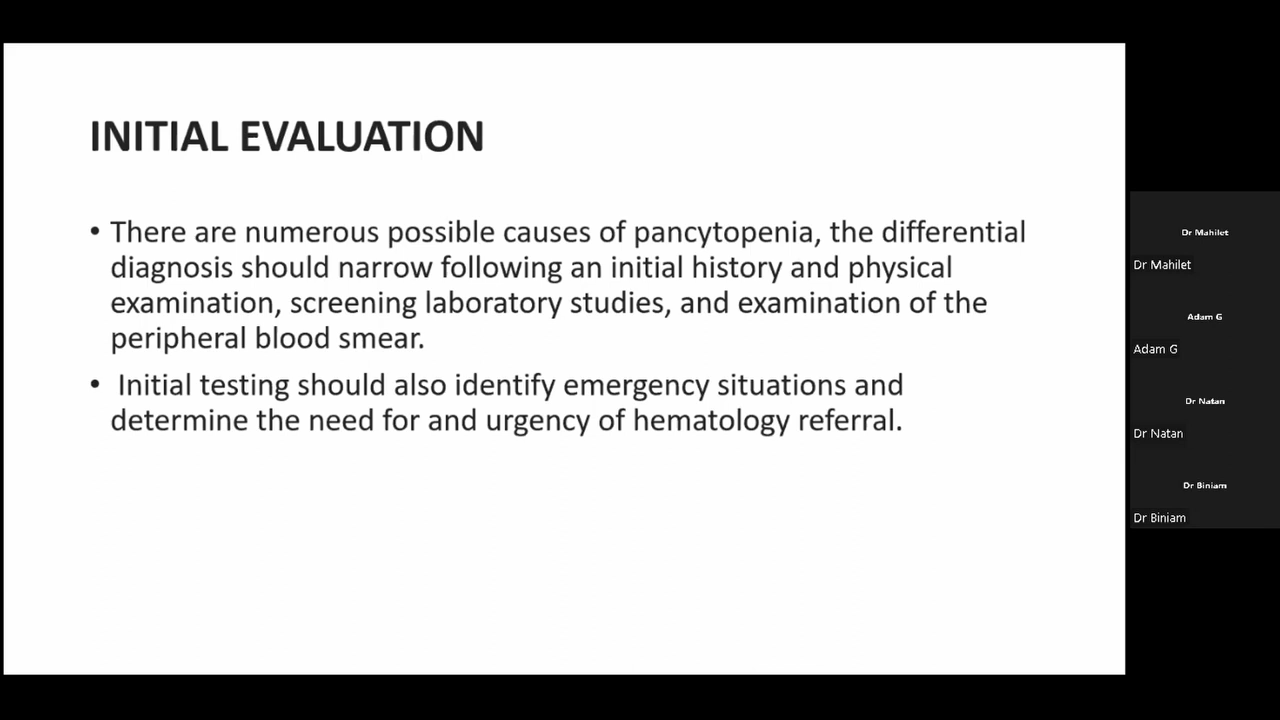 INITIAL EVALUATION
• There are numerous possible causes of pancytopenia, the differential
diagnosis should narrow following an initial history and physical
examination, screening laboratory studies, and examination of the
peripheral blood smear.
• Initial testing should also identify emergency situations and
determine the need for and urgency of hematology referral.
Dr Mahilet
Dr Mahilet
Adam G
Adam G
Dr Natan
Dr Natan
Dr Biniam
Dr Biniam